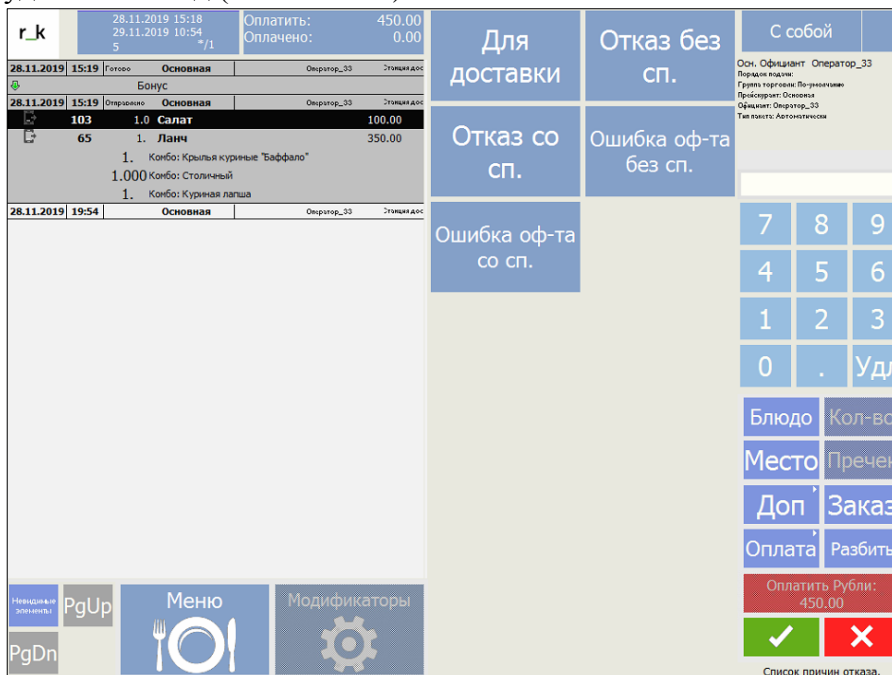 r_k
28.11.2019 15:18
29.11.2019 10:54
5 */1
Оплатить: 450.00
Оплачено: 0.00
28.11.2019 15:19 Готово Основная Оператор_33
Бонус
28.11.2019 15:19 Отправлено Основная Оператор_33
103 1.0 Салат 100.00
65 1. Ланч 350.00
1. Комбо: Крылья куриные "Баффало"
1.000 Комбо: Столичный
1. Комбо: Куриная лапша
28.11.2019 19:54 Основная Оператор_33
Для
доставки
Отказ без
сп.
Отказ со
сп.
Ошибка оф-та
без сп.
Ошибка оф-та
со сп.
С собой
Осн. Официант Оператор_33
Порядок подачи:
Группа торговли: По-умолчанию
Прейскурант: Основная
Официант: Оператор_33
Тип пакета: Автоматически
7 8 9
4 5 6
1 2 3
0 . Удл
Блюдо Кол-во
Место Пречек
Доп Заказ
Оплата Разбить
Оплатить Рубли:
450.00
Список причин отказа.
Невидимые
элементы
PgUp
PgDn
Меню
Модификаторы